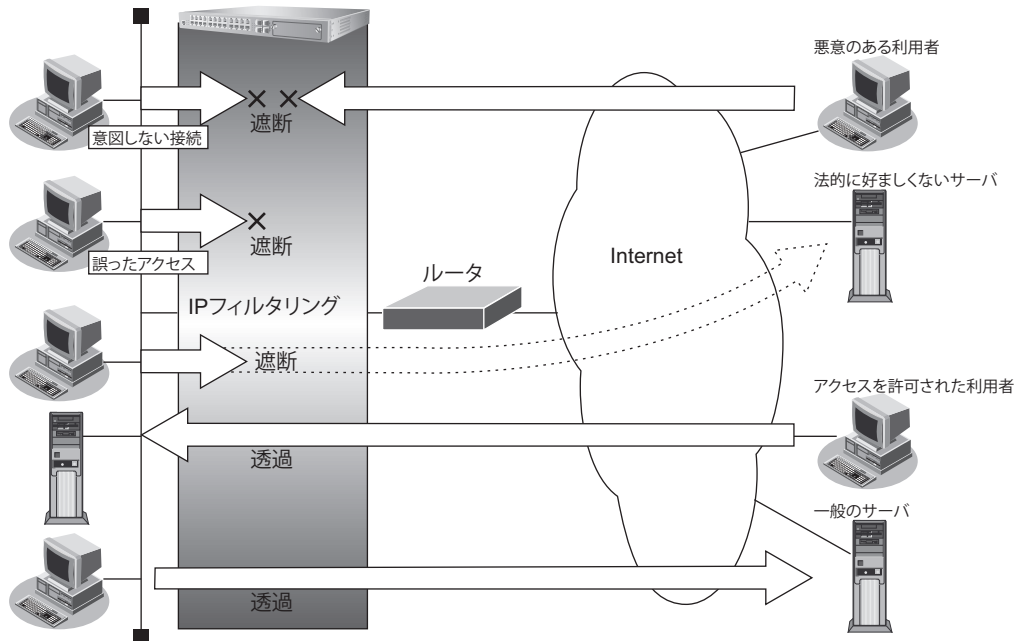 悪意のある利用者
遮断
意図しない接続
法的に好ましくないサーバ
遮断
誤ったアクセス
Internet
ルータ
IPフィルタリング
遮断
アクセスを許可された利用者
透過
一般のサーバ
透過